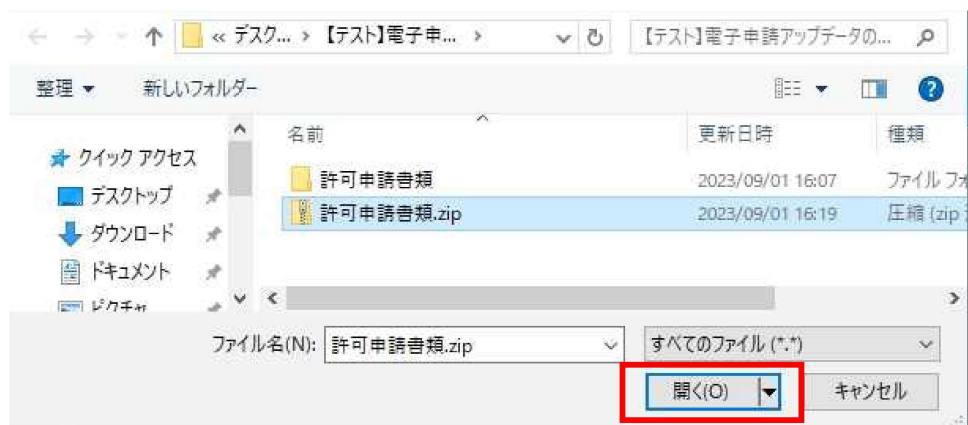 « デスク... › 【テスト】電子申... ›
【テスト】電子申請アップデータの...
整理 新しいフォルダー
名前 更新日時 種類
クイック アクセス
デスクトップ
ダウンロード
ドキュメント
ピクチャ
許可申請書類 2023/09/01 16:07 ファイル フォ
許可申請書類.zip 2023/09/01 16:19 圧縮 (zip
ファイル名(N): 許可申請書類.zip すべてのファイル (*.*)
開く(O) キャンセル